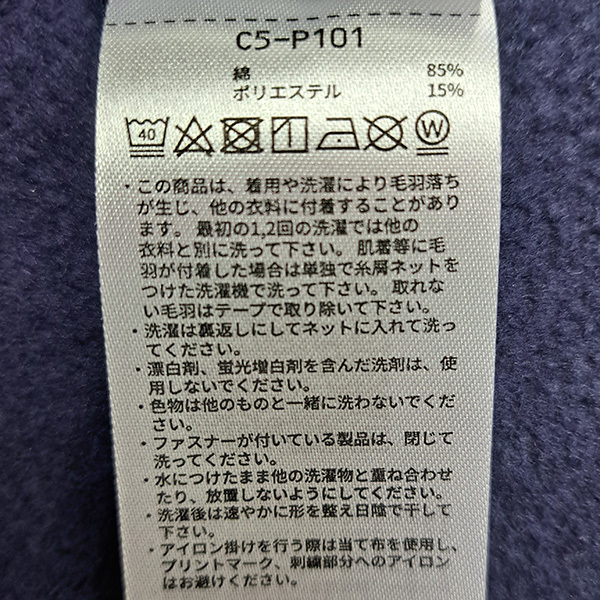 C5-P101
綿 85%
ポリエステル 15%
40 W
・この商品は、着用や洗濯により毛羽落ち
が生じ、他の衣料に付着することがあり
ます。最初の1,2回の洗濯では他の
衣料と別に洗って下さい。肌着等に毛
羽が付着した場合は単独で糸屑ネットを
つけた洗濯機で洗って下さい。取れな
い毛羽はテープで取り除いて下さい。
・洗濯は裏返しにしてネットに入れて洗っ
てください。
・漂白剤、蛍光増白剤を含んだ洗剤は、使
用しないでください。
・色物は他のものと一緒に洗わないでくだ
さい。
・ファスナーが付いている製品は、閉じて
洗ってください。
・水につけたまま他の洗濯物と重ね合わせ
たり、放置しないようにしてください。
・洗濯後は速やかに形を整え日陰で干して
下さい。
・アイロン掛けを行う際は当て布を使用し、
プリントマーク、刺繍部分へのアイロン
はお避けください。